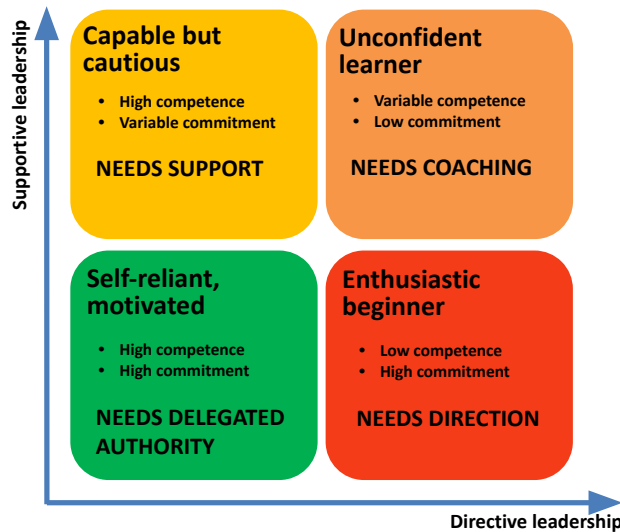 Supportive leadership
Capable but
cautious
• High competence
• Variable commitment
NEEDS SUPPORT
Unconfident
learner
• Variable competence
• Low commitment
NEEDS COACHING
Self-reliant,
motivated
• High competence
• High commitment
NEEDS DELEGATED
AUTHORITY
Enthusiastic
beginner
• Low competence
• High commitment
NEEDS DIRECTION
Directive leadership